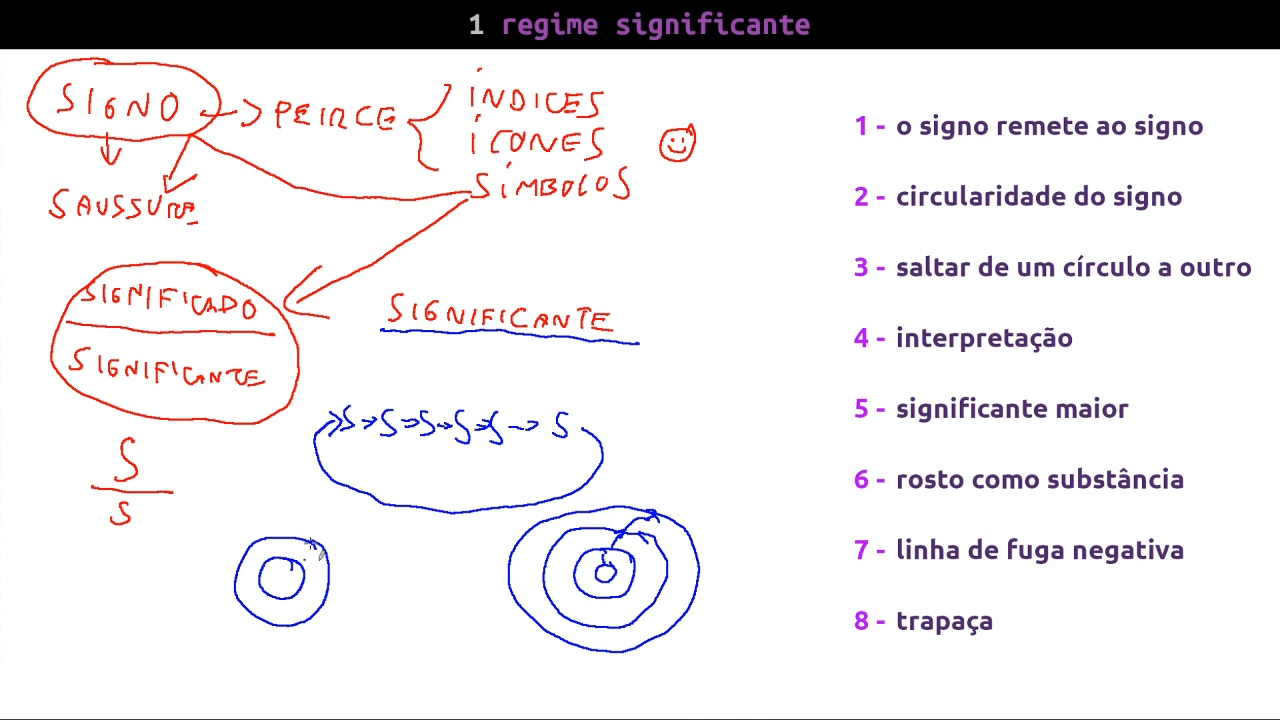 1 regime significante
SIGNO -> PEIRCE
ÍNDICES
ÍCONES
SÍMBOLOS
SAUSSURE
SIGNIFICADO
SIGNIFICANTE
SIGNIFICANTE
S -> S -> S -> S -> S -> S
S
S
1 - o signo remete ao signo
2 - circularidade do signo
3 - saltar de um círculo a outro
4 - interpretação
5 - significante maior
6 - rosto como substância
7 - linha de fuga negativa
8 - trapaça